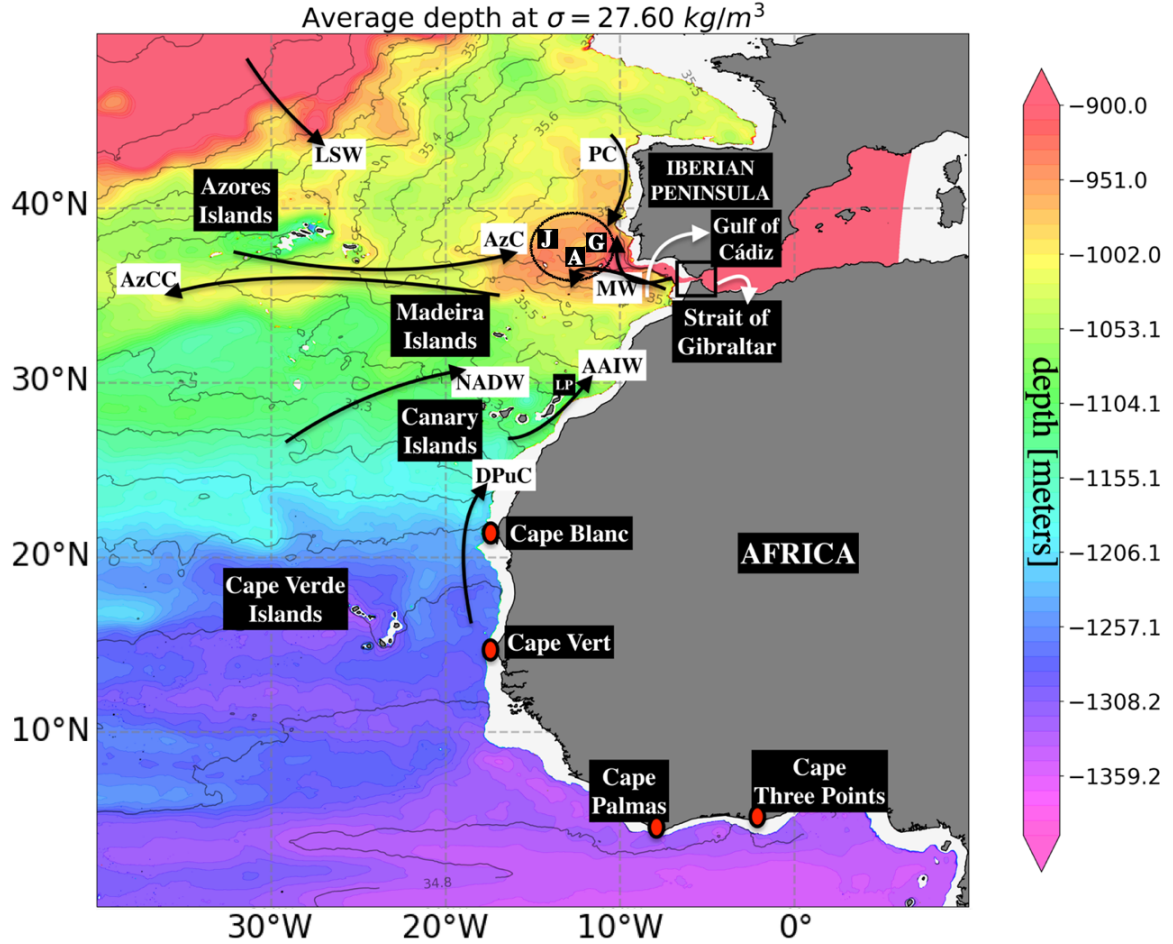 Average depth at σ = 27.60 kg/m³
35.5
35.5
35.6
35.4
LSW
PC
IBERIAN
PENINSULA
Azores
Islands
40°N
Gulf of
Cádiz
J
G
A
AzC
AzCC
MW
Strait of
Gibraltar
Madeira
Islands
35.5
30°N
NADW
LP
AAIW
Canary
Islands
DPuC
Cape Blanc
20°N
AFRICA
Cape Verde
Islands
Cape Vert
10°N
Cape
Palmas
Cape
Three Points
34.8
30°W
20°W
10°W
0°
−900.0
−951.0
−1002.0
−1053.1
−1104.1
−1155.1
−1206.1
−1257.1
−1308.2
−1359.2
depth [meters]